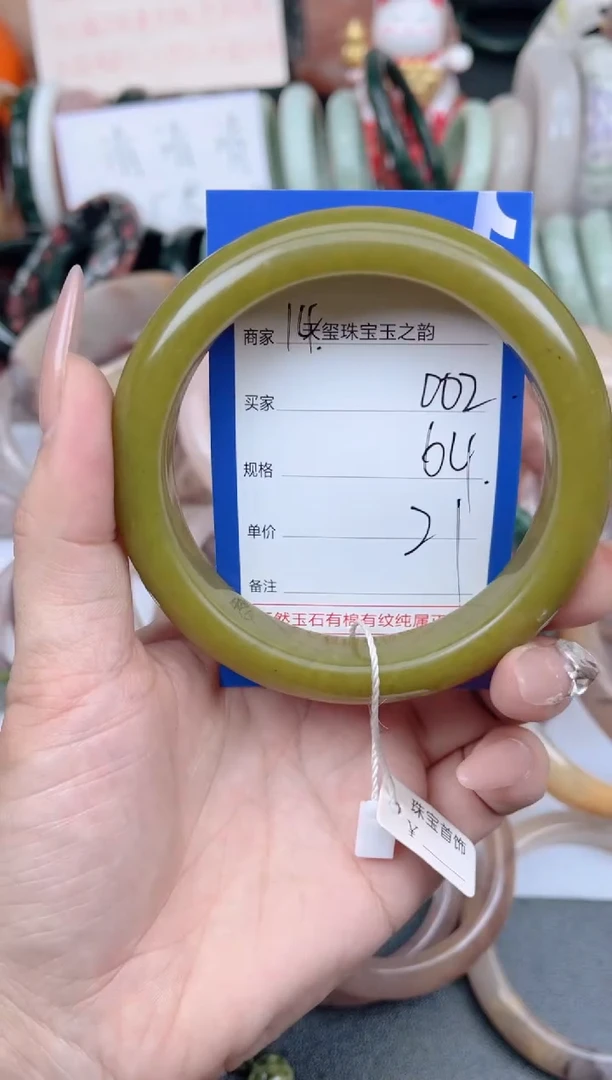 商家 14. 天玺珠宝玉之韵
买家 002
规格 64.
单价 21
备注
天然玉石有棉有纹纯属正
珠宝首饰